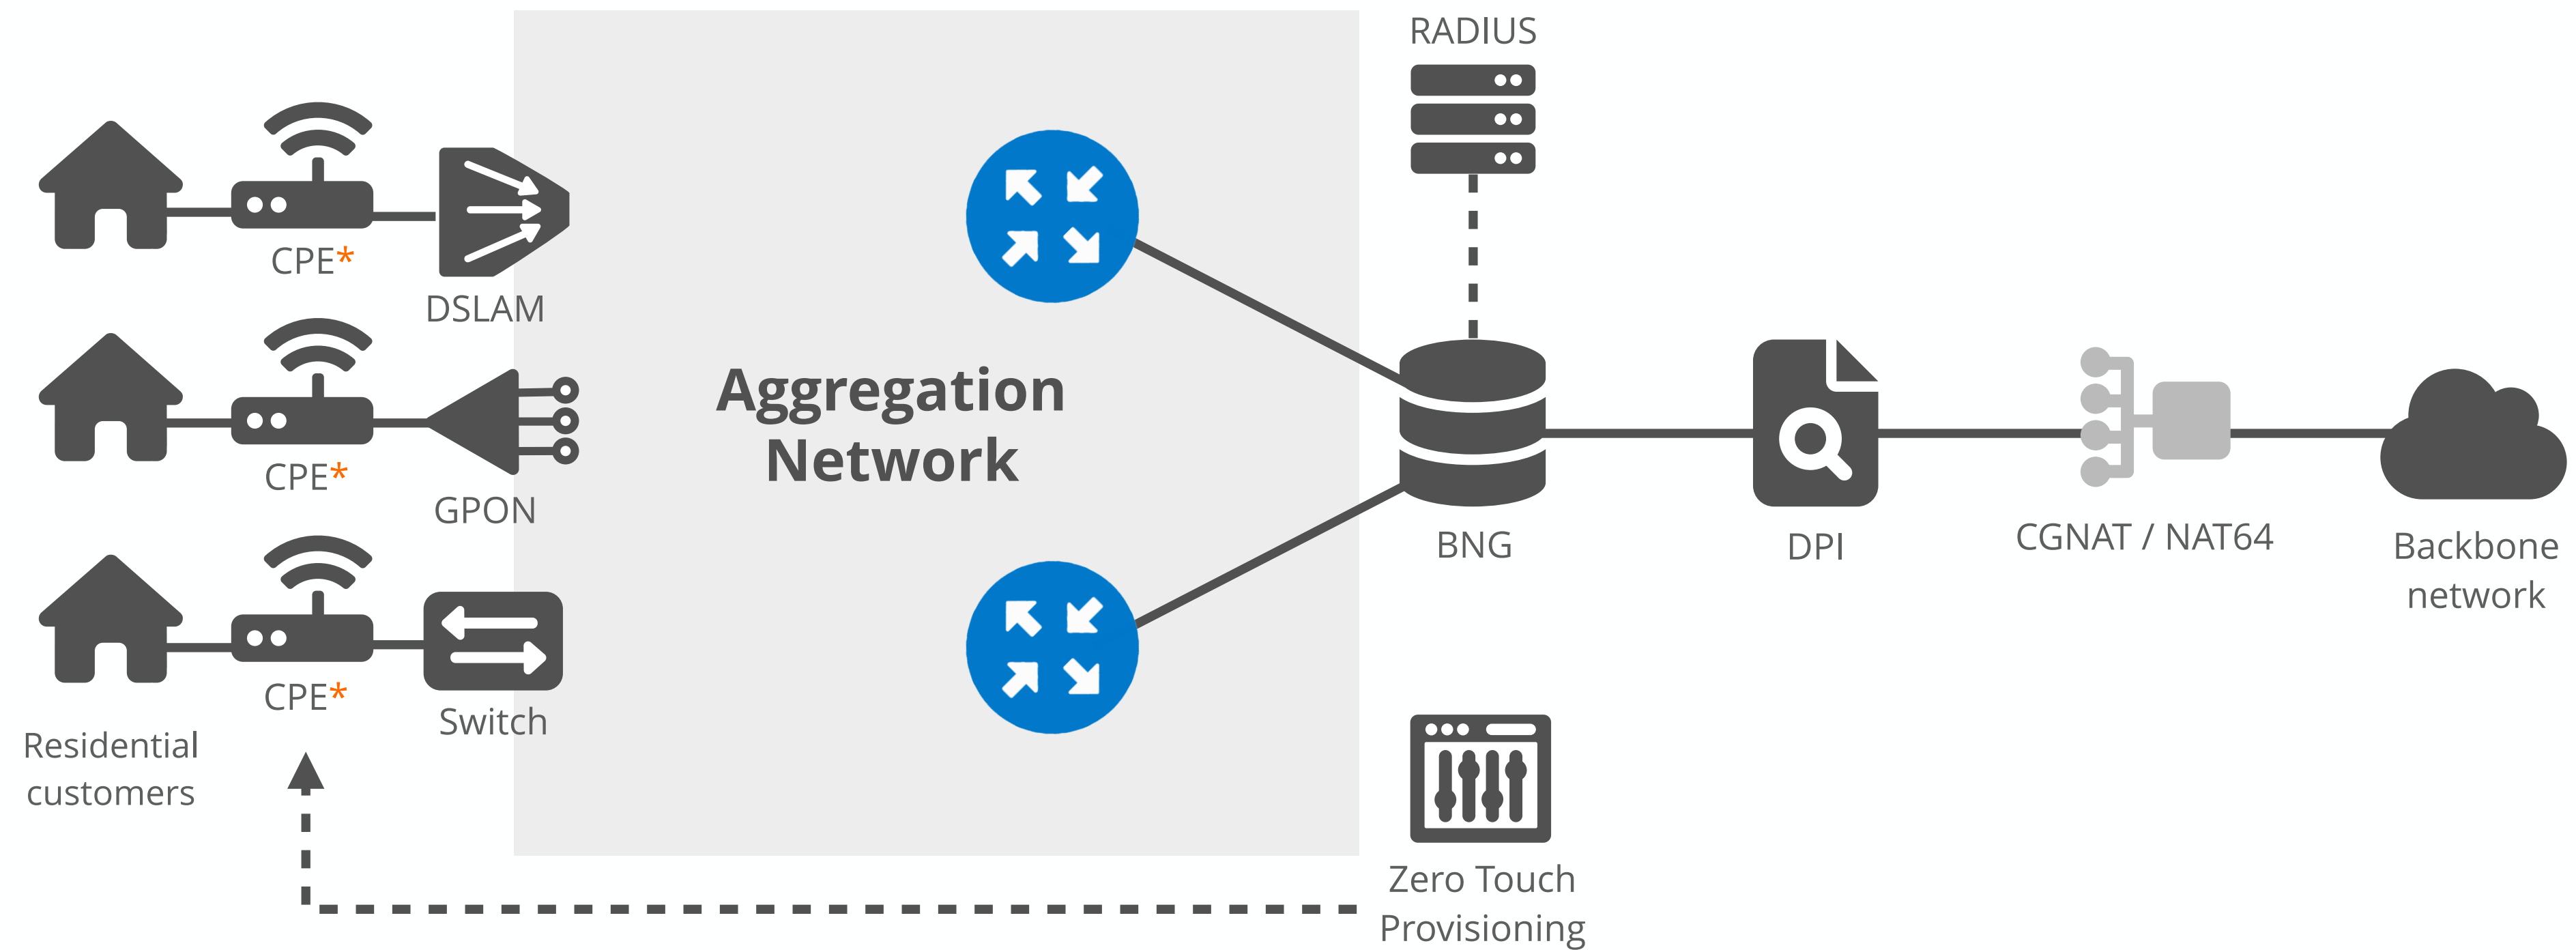 RADIUS
CPE*
DSLAM
Aggregation
Network
CPE*
GPON
BNG
DPI
CGNAT / NAT64
Backbone
network
CPE*
Switch
Residential
customers
Zero Touch
Provisioning